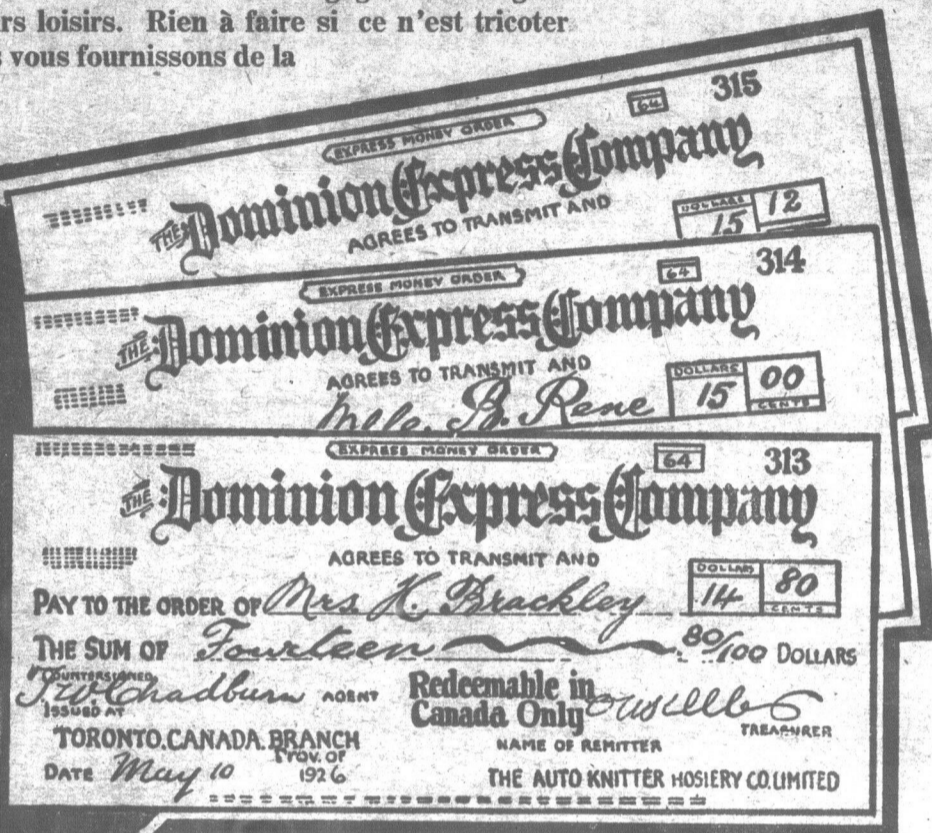 rs loisirs. Rien à faire si ce n'est tricoter
s vous fournissons de la
315
EXPRESS MONEY ORDER 64
THE Dominion Express Company
AGREES TO TRANSMIT AND
DOLLARS 15 12
314
EXPRESS MONEY ORDER 64
THE Dominion Express Company
AGREES TO TRANSMIT AND
Mlle. B. Rene
DOLLARS 15 00 CENTS
EXPRESS MONEY ORDER 64 313
THE Dominion Express Company
AGREES TO TRANSMIT AND
DOLLARS 14 80 CENTS
PAY TO THE ORDER OF Mrs. H. Brackley
THE SUM OF Fourteen 80/100 DOLLARS
COUNTERSIGNED
T. W. Chadburn AGENT Redeemable in
ISSUED AT Canada Only
TREASURER
TORONTO. CANADA. BRANCH
PROV. OF NAME OF REMITTER
DATE May 10 1926 THE AUTO KNITTER HOSIERY CO. LIMITED